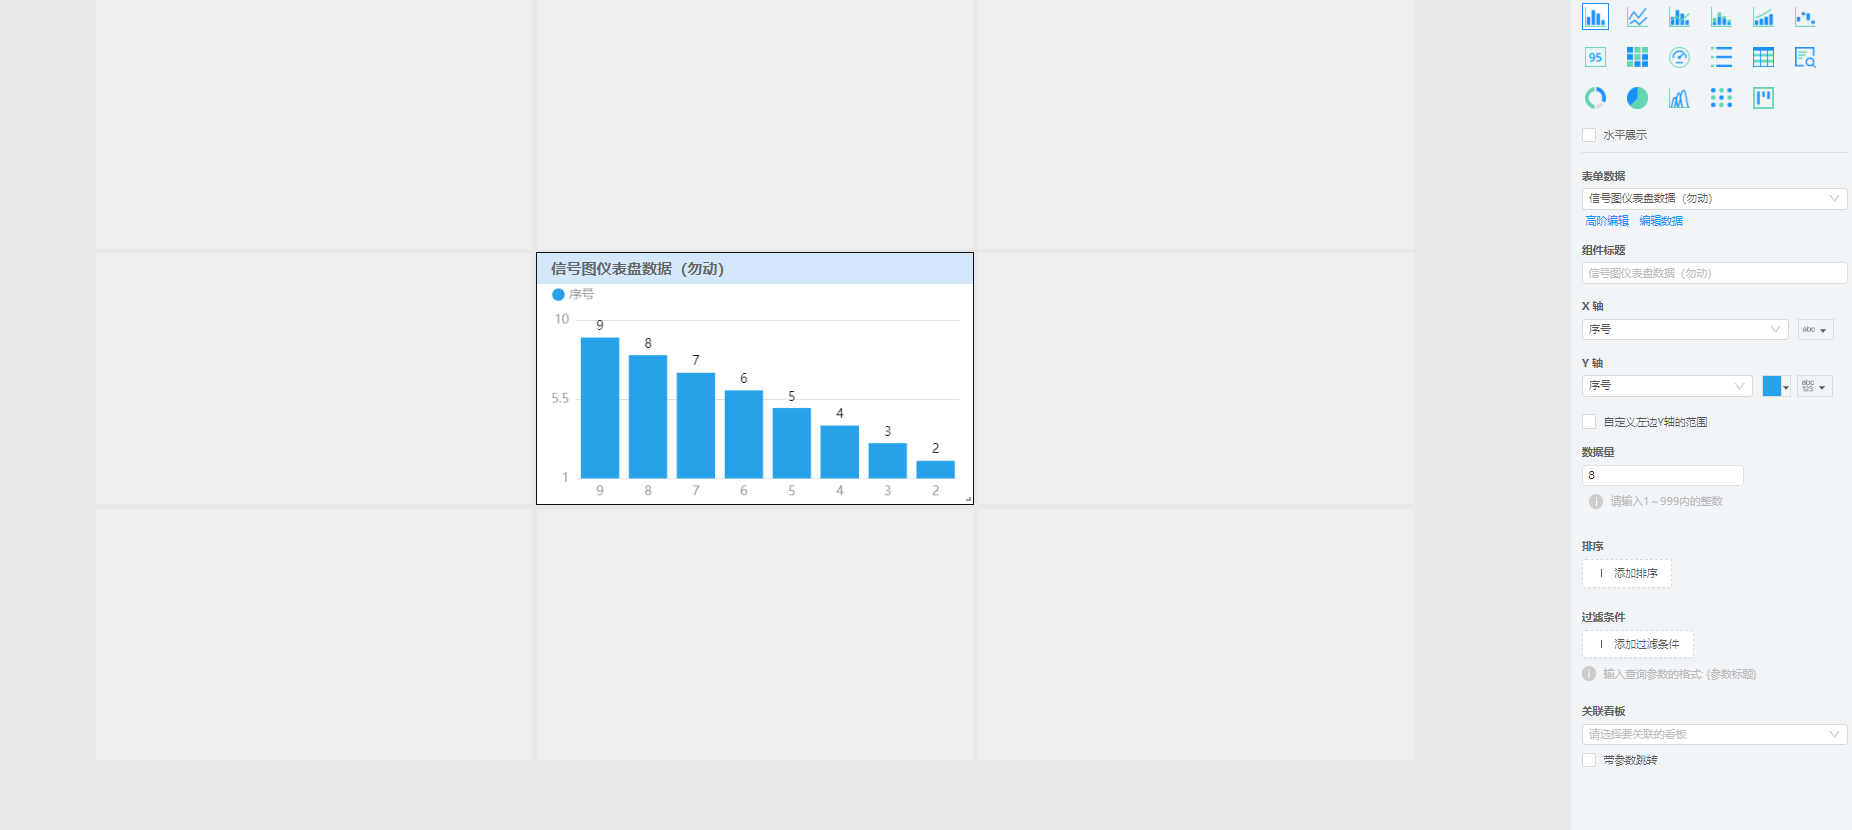 信号图仪表盘数据（勿动）
序号
10
5.5
1
9
8
7
6
5
4
3
2
9 8 7 6 5 4 3 2
95
水平展示
表单数据
信号图仪表盘数据（勿动）
高阶编辑 编辑数据
组件标题
信号图仪表盘数据（勿动）
X 轴
序号 abc
Y 轴
序号 abc 123
自定义左边Y轴的范围
数据量
8
请输入1～999内的整数
排序
添加排序
过滤条件
添加过滤条件
输入查询参数的格式: {参数标题}
关联看板
请选择要关联的看板
带参数跳转